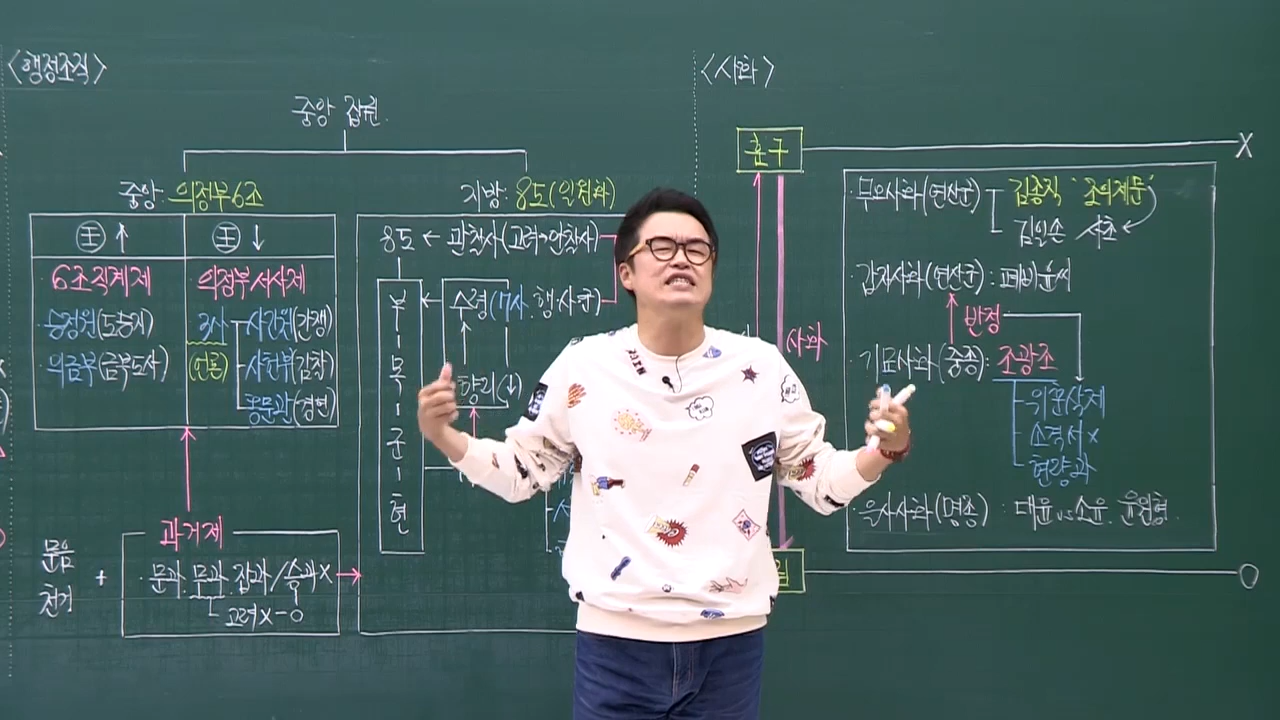 <행정조직>
중앙 집권
중앙: 의정부 6조
王 ↑
王 ↓
6조직계제
의정부서사제
승정원(도승지)
의금부(금부도사)
3사
(언론)
사간원(간쟁)
사헌부(감찰)
홍문관(경연)
과거제
문음
천거
+
·문과·무과·잡과/승과X
고려X-O
지방: 8도(일원화)
8도 ← 관찰사(고려→안찰사)
부-목-군-현
수령(7사·행·사·군)
향리(↓)
<사화>
훈구
X
사화
·무오사화(연산군)
김종직 '조의제문'
김일손 사초
·갑자사화(연산군): 폐비윤씨
반정
·기묘사화(중종): 조광조
위훈삭제
소격서X
현량과
·을사사화(명종): 대윤vs소윤. 윤원형
O